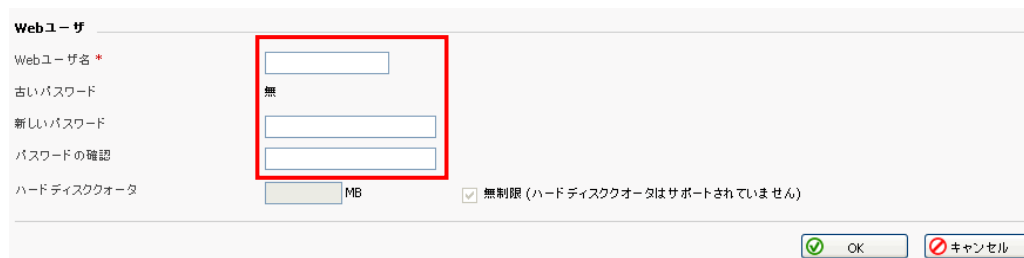 Webユーザ
Webユーザ名 *
古いパスワード 無
新しいパスワード
パスワードの確認
ハードディスククオータ MB 無制限 (ハードディスククオータはサポートされていません)
OK キャンセル